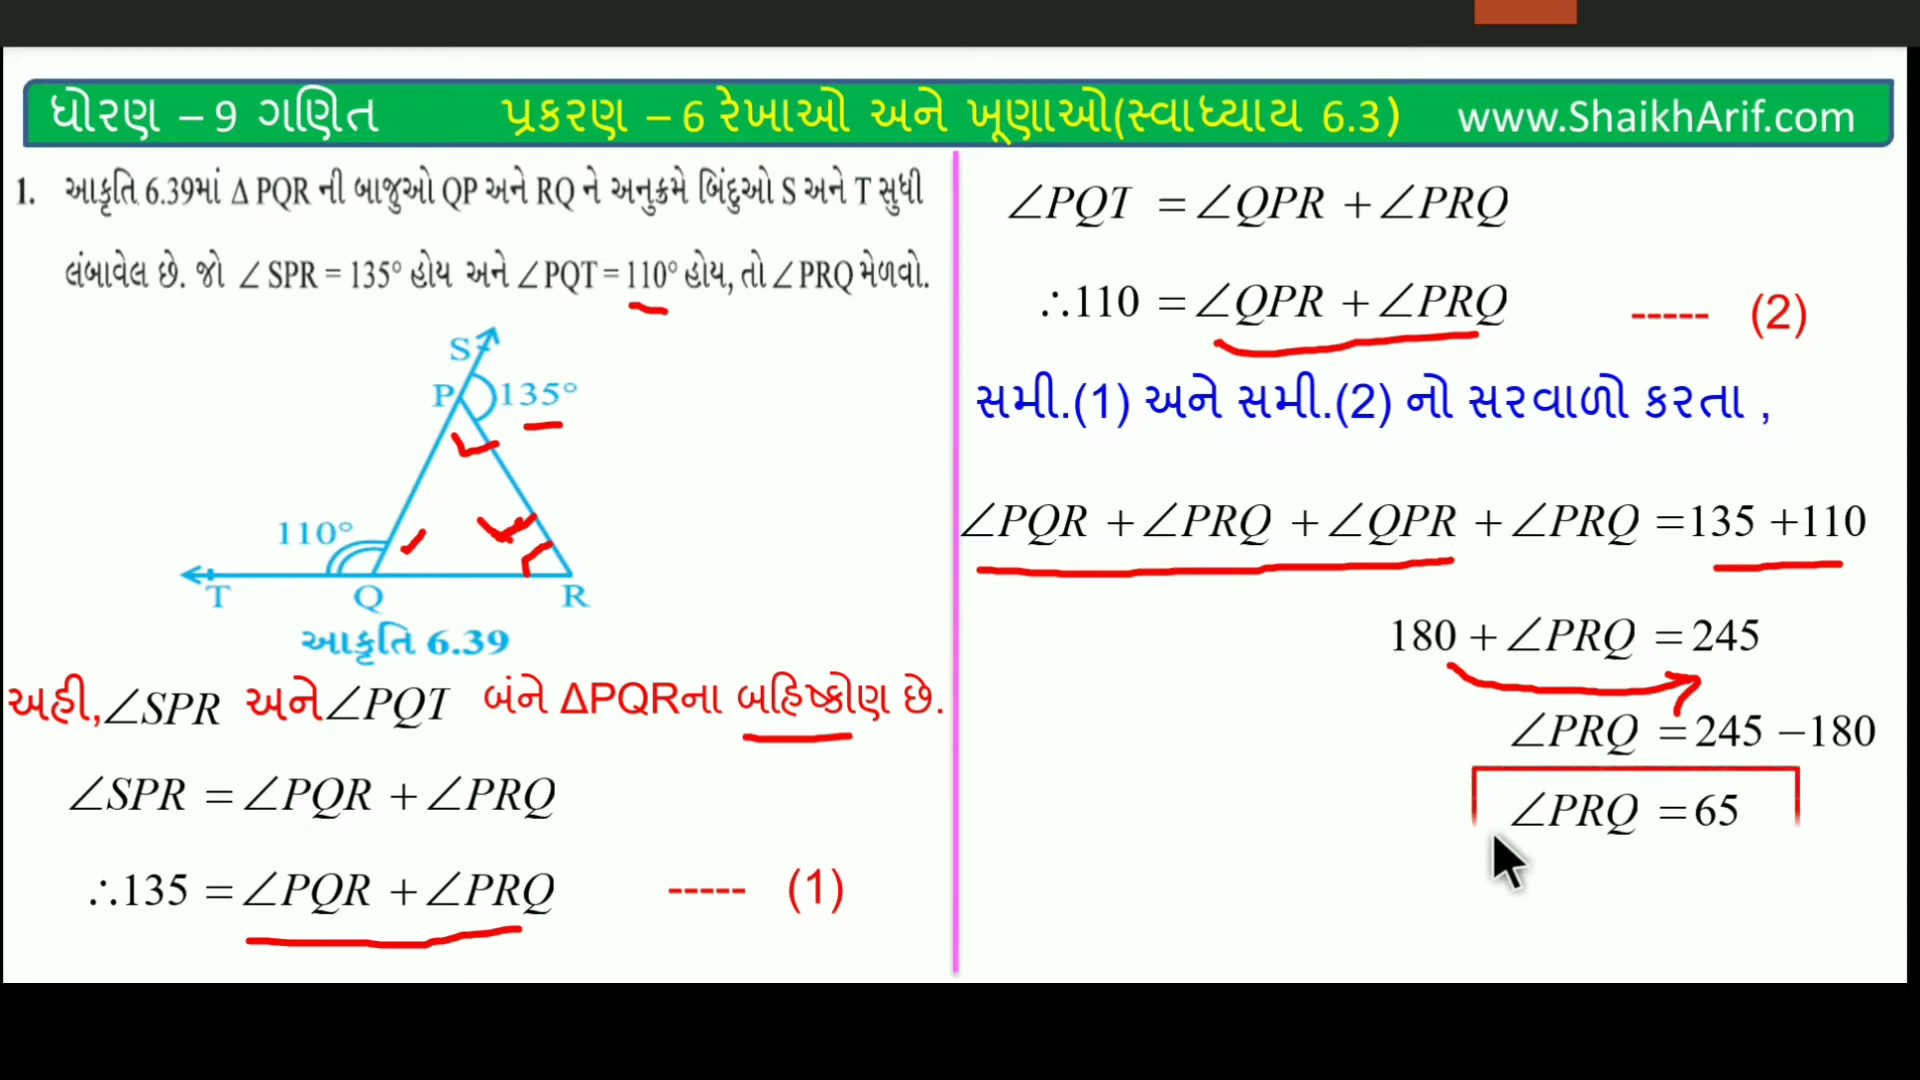 ધોરણ – 9 ગણિત પ્રકરણ – 6 રેખાઓ અને ખૂણાઓ(સ્વાધ્યાય 6.3) www.ShaikhArif.com
1. આકૃતિ 6.39માં Δ PQR ની બાજુઓ QP અને RQ ને અનુક્રમે બિંદુઓ S અને T સુધી
લંબાવેલ છે. જો ∠ SPR = 135° હોય અને ∠ PQT = 110° હોય, તો ∠ PRQ મેળવો.
S
P 135°
110°
T Q R
આકૃતિ 6.39
અહી,∠SPR અને∠PQT બંને ΔPQRના બહિષ્કોણ છે.
∠SPR = ∠PQR + ∠PRQ
∴135 = ∠PQR + ∠PRQ ----- (1)
∠PQT = ∠QPR + ∠PRQ
∴110 = ∠QPR + ∠PRQ ----- (2)
સમી.(1) અને સમી.(2) નો સરવાળો કરતા ,
∠PQR + ∠PRQ + ∠QPR + ∠PRQ = 135 + 110
180 + ∠PRQ = 245
∠PRQ = 245 − 180
∠PRQ = 65